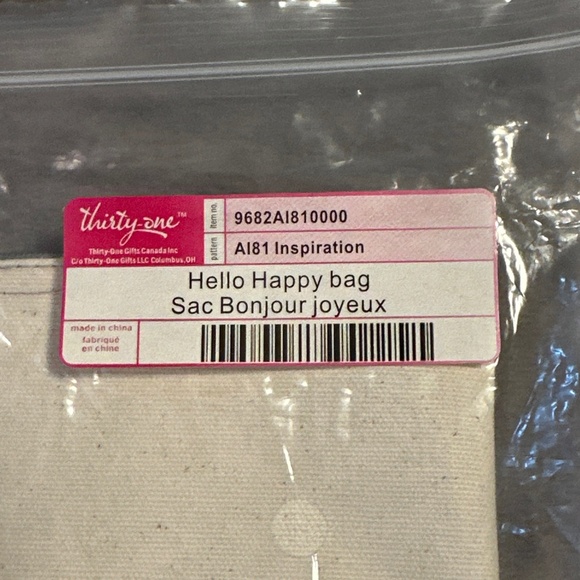 thirty-one™
Thirty-One Gifts Canada Inc
C/o Thirty-One Gifts LLC Columbus, OH
item no.
9682AI810000
pattern
AI81 Inspiration
Hello Happy bag
Sac Bonjour joyeux
made in china
fabriqué
en chine